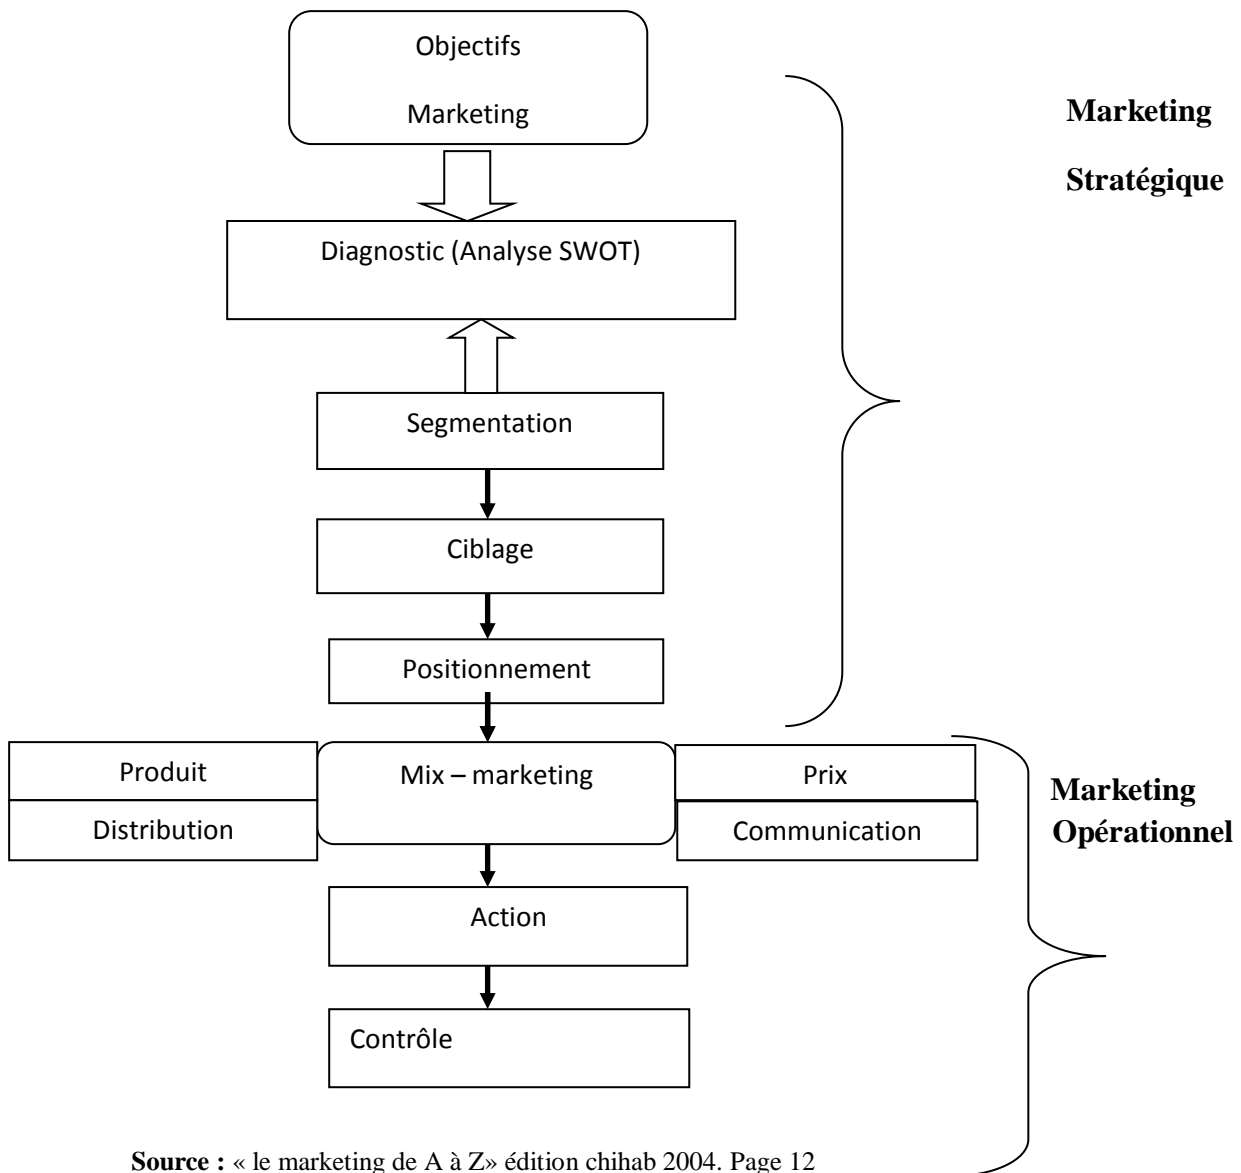 Objectifs
Marketing
Marketing
Stratégique
Diagnostic (Analyse SWOT)
Segmentation
Ciblage
Positionnement
Produit
Mix – marketing
Prix
Distribution
Communication
Marketing
Opérationnel
Action
Contrôle
Source : « le marketing de A à Z» édition chihab 2004. Page 12